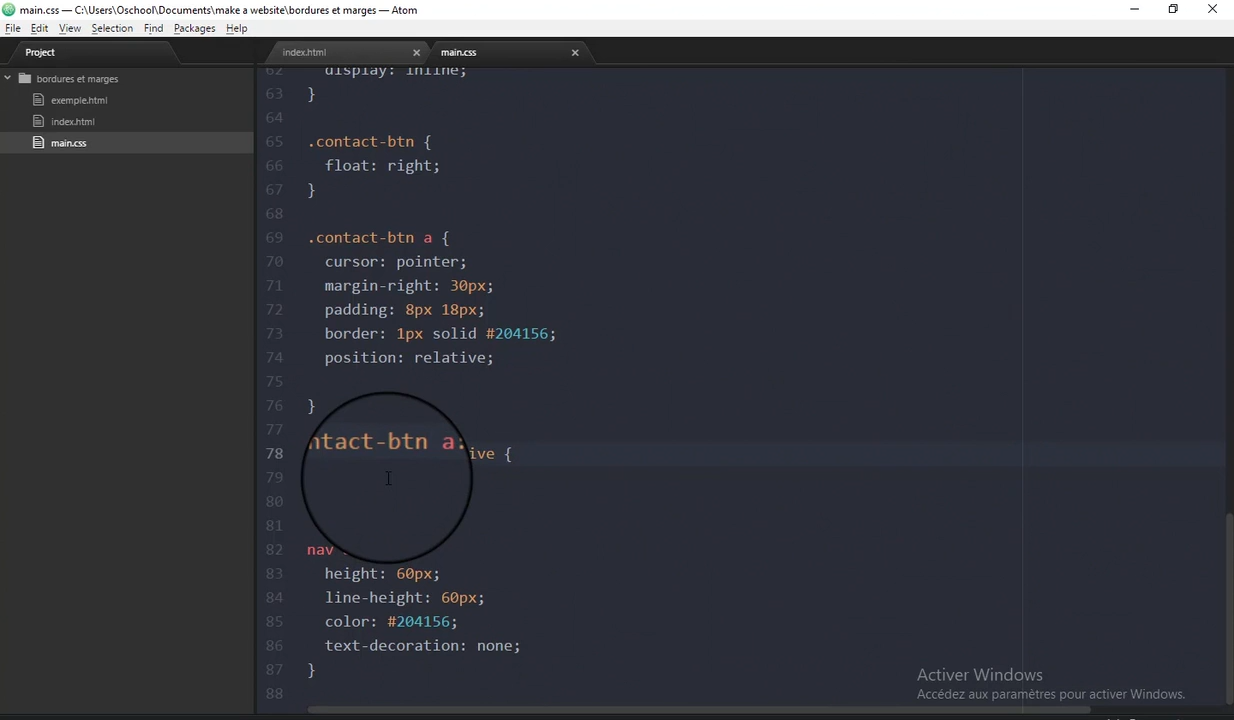 main.css — C:\Users\Oschool\Documents\make a website\bordures et marges — Atom
File Edit View Selection Find Packages Help
Project
index.html
main.css
bordures et marges
exemple.html
index.html
main.css
62 display: inline;
63 }
64
65 .contact-btn {
66 float: right;
67 }
68
69 .contact-btn a {
70 cursor: pointer;
71 margin-right: 30px;
72 padding: 8px 18px;
73 border: 1px solid #204156;
74 position: relative;
75
76 }
77
78 ntact-btn a: ive {
79
80
81
82 nav
83 height: 60px;
84 line-height: 60px;
85 color: #204156;
86 text-decoration: none;
87 }
88
Activer Windows
Accédez aux paramètres pour activer Windows.